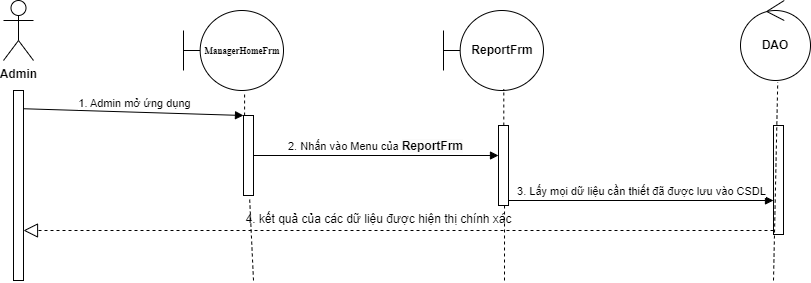 ManagerHomeFrm
ReportFrm
DAO
Admin
1. Admin mở ứng dụng
2. Nhấn vào Menu của ReportFrm
3. Lấy mọi dữ liệu cần thiết đã được lưu vào CSDL
4. kết quả của các dữ liệu được hiện thị chính xác